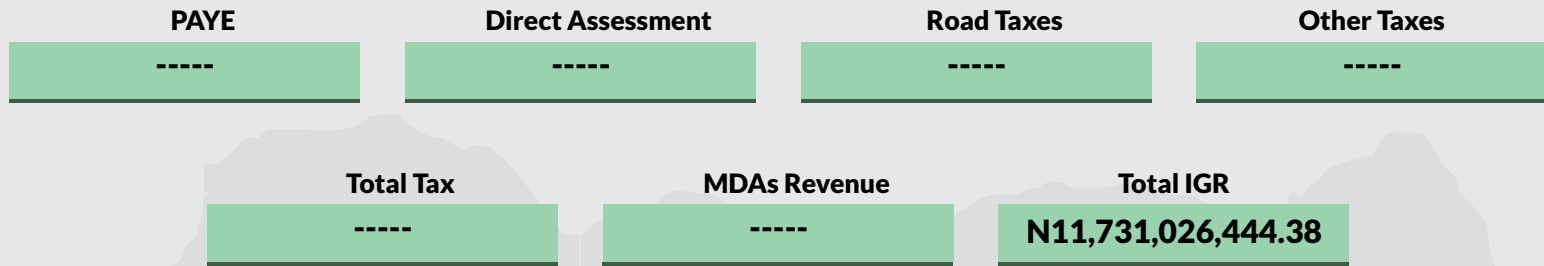 PAYE Direct Assessment Road Taxes Other Taxes
----- ----- ----- -----
Total Tax MDAs Revenue Total IGR
----- ----- N11,731,026,444.38